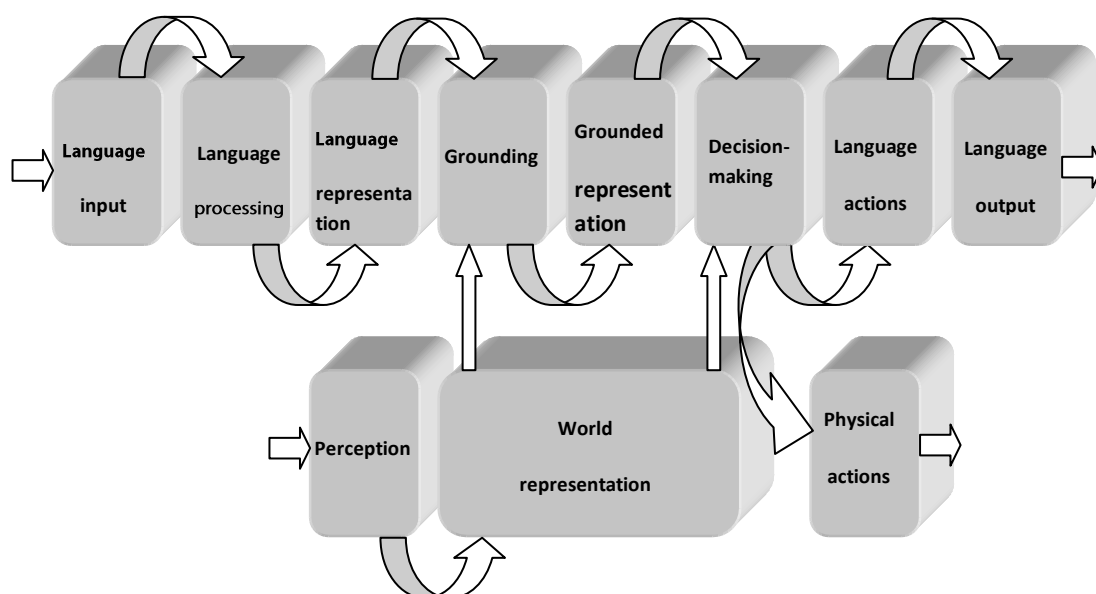 Language
input
Language
processing
Language
representa
tion
Grounding
Grounded
represent
ation
Decision-
making
Language
actions
Language
output
Perception
World
representation
Physical
actions